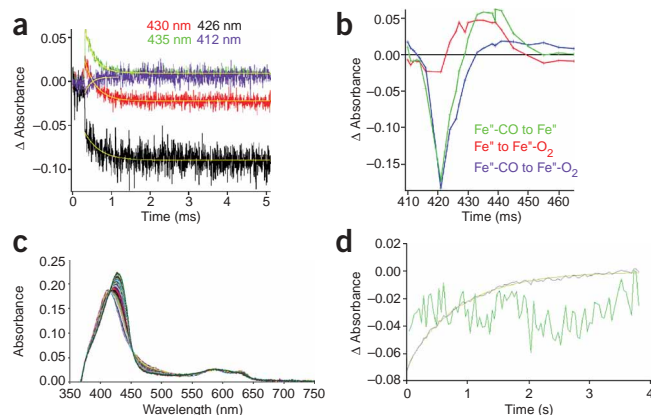 a
430 nm 426 nm
435 nm 412 nm
Δ Absorbance
0.05
0.00
−0.05
−0.10
0 1 2 3 4 5
Time (ms)
b
Δ Absorbance
0.05
0.00
−0.05
−0.10
−0.15
Fe"-CO to Fe"
Fe" to Fe"-O2
Fe"-CO to Fe"-O2
410 420 430 440 450 460
Time (ms)
c
Absorbance
0.25
0.20
0.15
0.10
0.05
0.00
350 400 450 500 550 600 650 700 750
Wavelength (nm)
d
Δ Absorbance
0.02
0.00
−0.02
−0.04
−0.06
−0.08
0 1 2 3 4
Time (s)